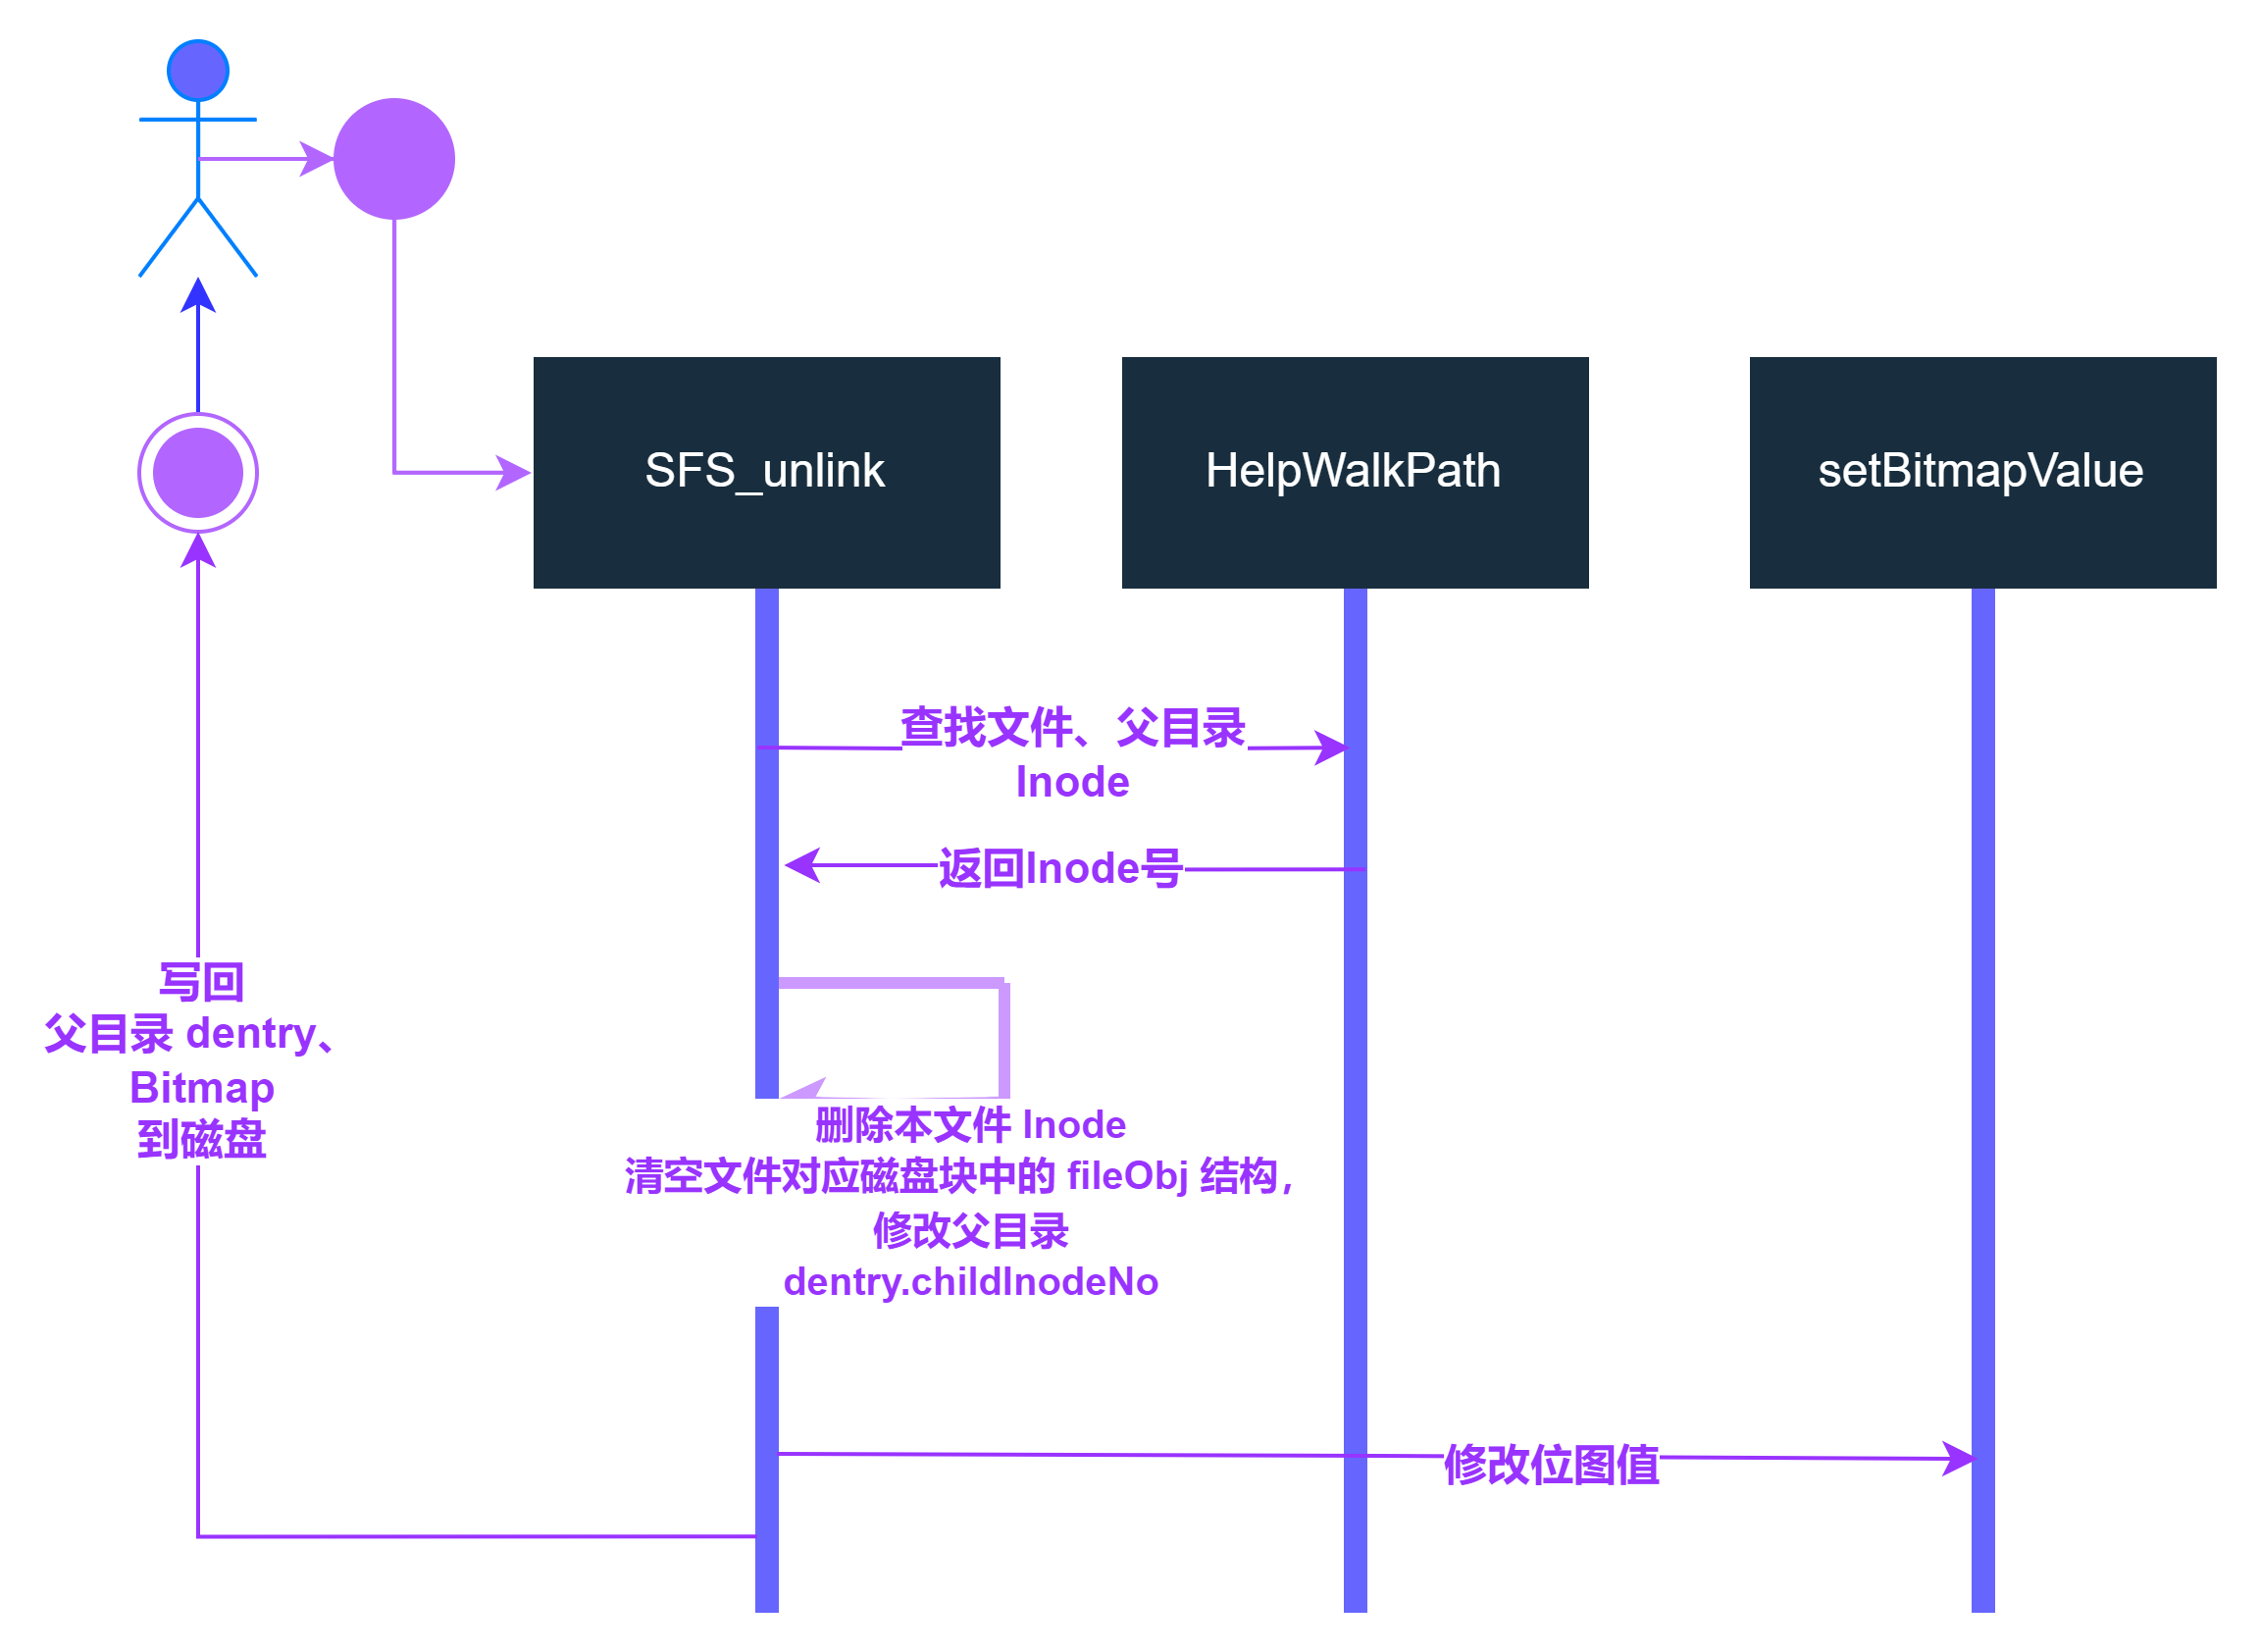 SFS_unlink
HelpWalkPath
setBitmapValue
查找文件、父目录
Inode
返回Inode号
写回
父目录 dentry、
Bitmap
到磁盘
删除本文件 Inode
清空文件对应磁盘块中的 fileObj 结构，
修改父目录
dentry.childInodeNo
修改位图值